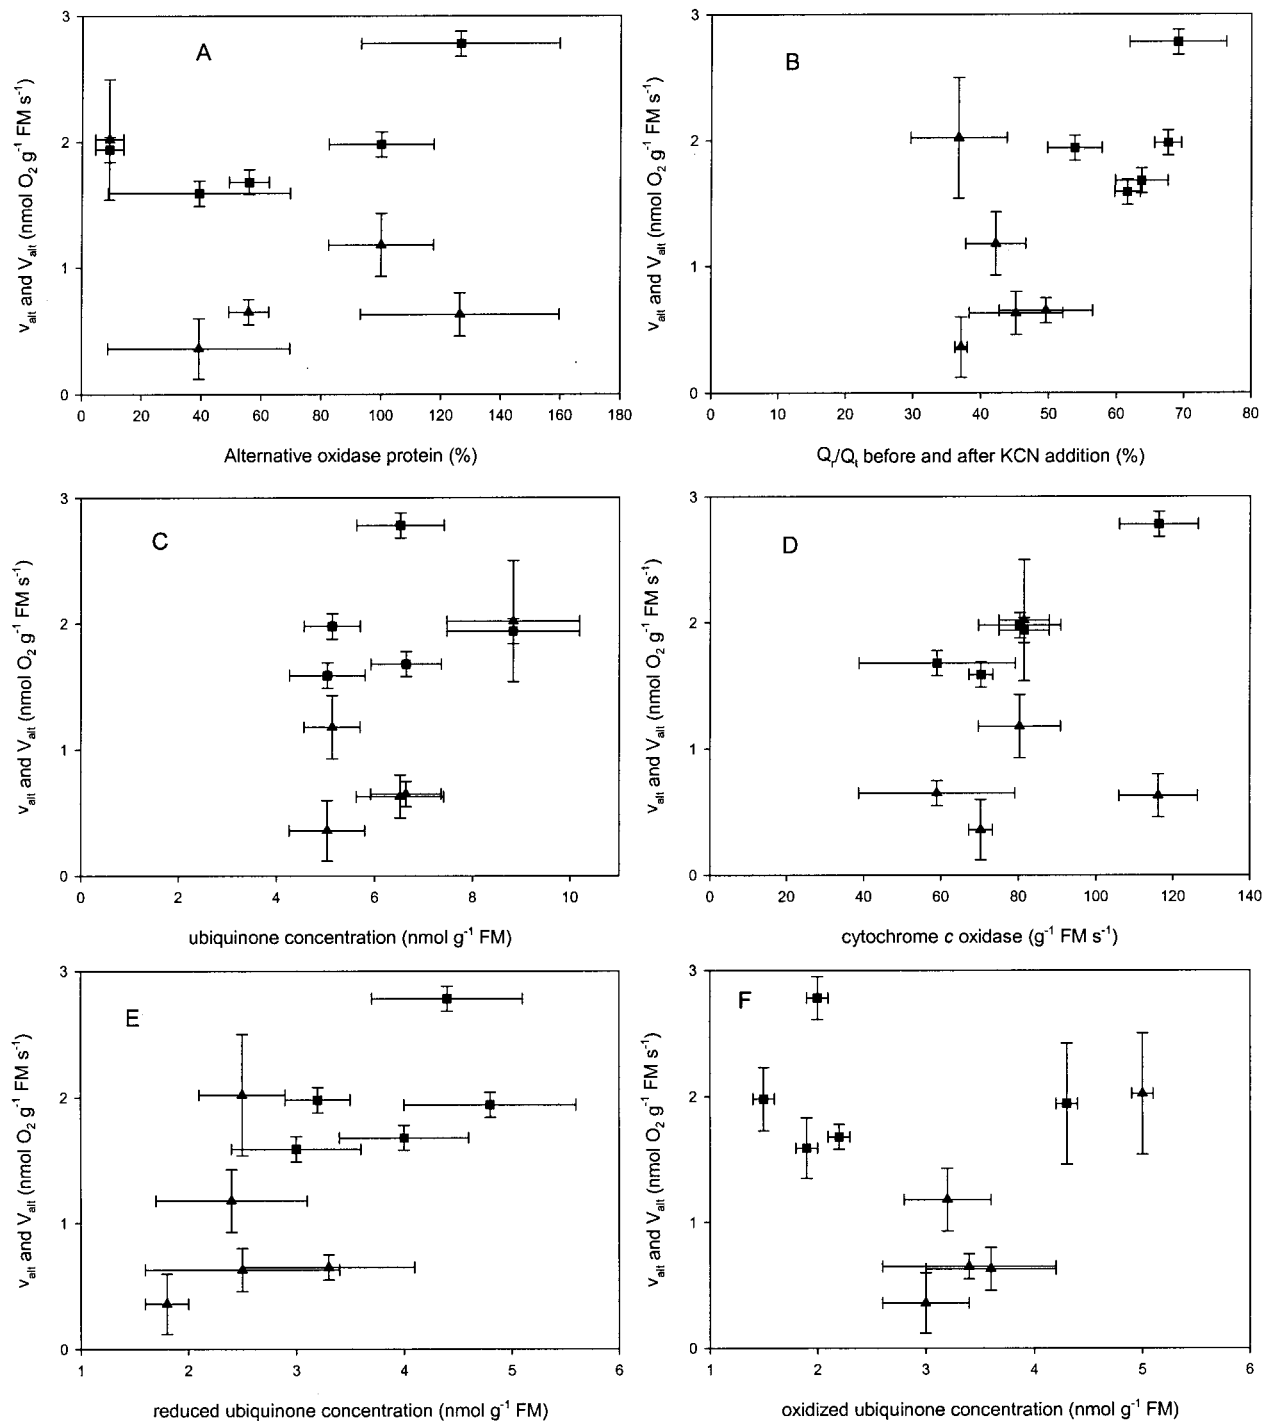 A
3
2
1
0
v_alt and V_alt (nmol O₂ g⁻¹ FM s⁻¹)
0 20 40 60 80 100 120 140 160 180
Alternative oxidase protein (%)
B
3
2
1
0
v_alt and V_alt (nmol O₂ g⁻¹ FM s⁻¹)
0 10 20 30 40 50 60 70 80
Q_r/Q_t before and after KCN addition (%)
C
3
2
1
0
v_alt and V_alt (nmol O₂ g⁻¹ FM s⁻¹)
0 2 4 6 8 10
ubiquinone concentration (nmol g⁻¹ FM)
D
3
2
1
0
v_alt and V_alt (nmol O₂ g⁻¹ FM s⁻¹)
0 20 40 60 80 100 120 140
cytochrome c oxidase (g⁻¹ FM s⁻¹)
E
3
2
1
0
v_alt and V_alt (nmol O₂ g⁻¹ FM s⁻¹)
1 2 3 4 5 6
reduced ubiquinone concentration (nmol g⁻¹ FM)
F
3
2
1
0
v_alt and V_alt (nmol O₂ g⁻¹ FM s⁻¹)
1 2 3 4 5 6
oxidized ubiquinone concentration (nmol g⁻¹ FM)